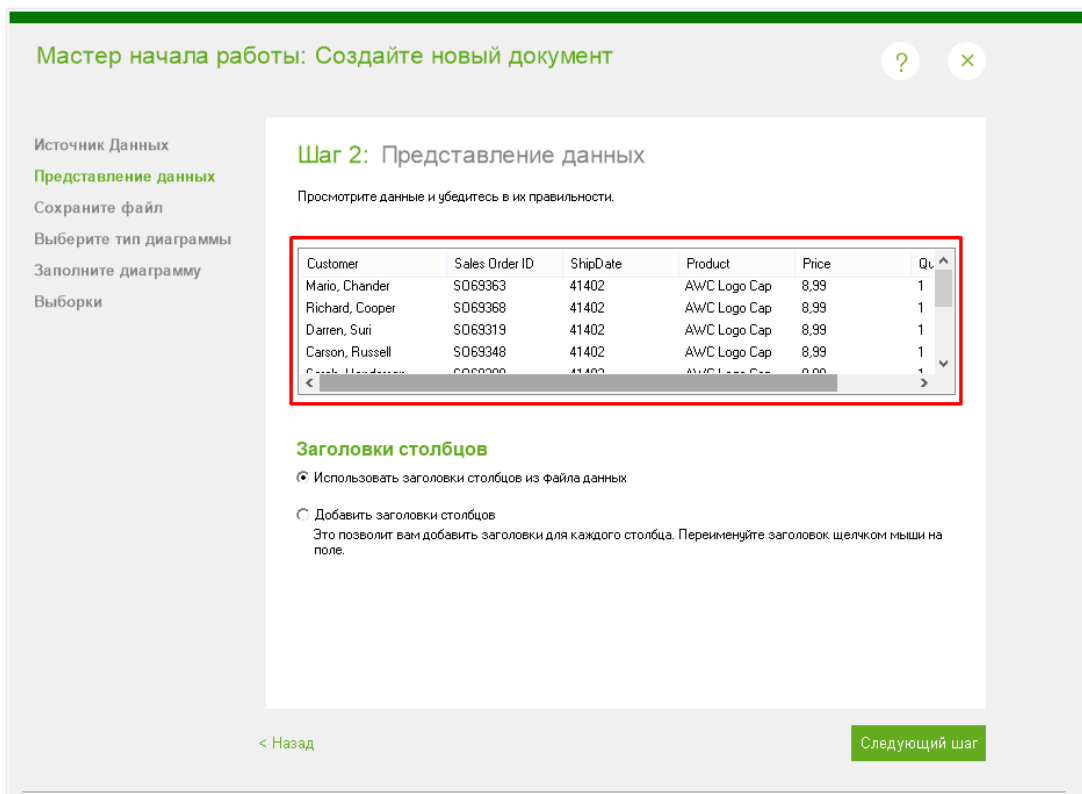 Мастер начала работы: Создайте новый документ
? ×
Источник Данных
Представление данных
Сохраните файл
Выберите тип диаграммы
Заполните диаграмму
Выборки
Шаг 2: Представление данных
Просмотрите данные и убедитесь в их правильности.
Customer Sales Order ID ShipDate Product Price
Mario, Chander SO69363 41402 AWC Logo Cap 8,99 1
Richard, Cooper SO69368 41402 AWC Logo Cap 8,99 1
Darren, Suri SO69319 41402 AWC Logo Cap 8,99 1
Carson, Russell SO69348 41402 AWC Logo Cap 8,99 1
Заголовки столбцов
Использовать заголовки столбцов из файла данных
Добавить заголовки столбцов
Это позволит вам добавить заголовки для каждого столбца. Переименуйте заголовок щелчком мыши на
поле.
< Назад
Следующий шаг